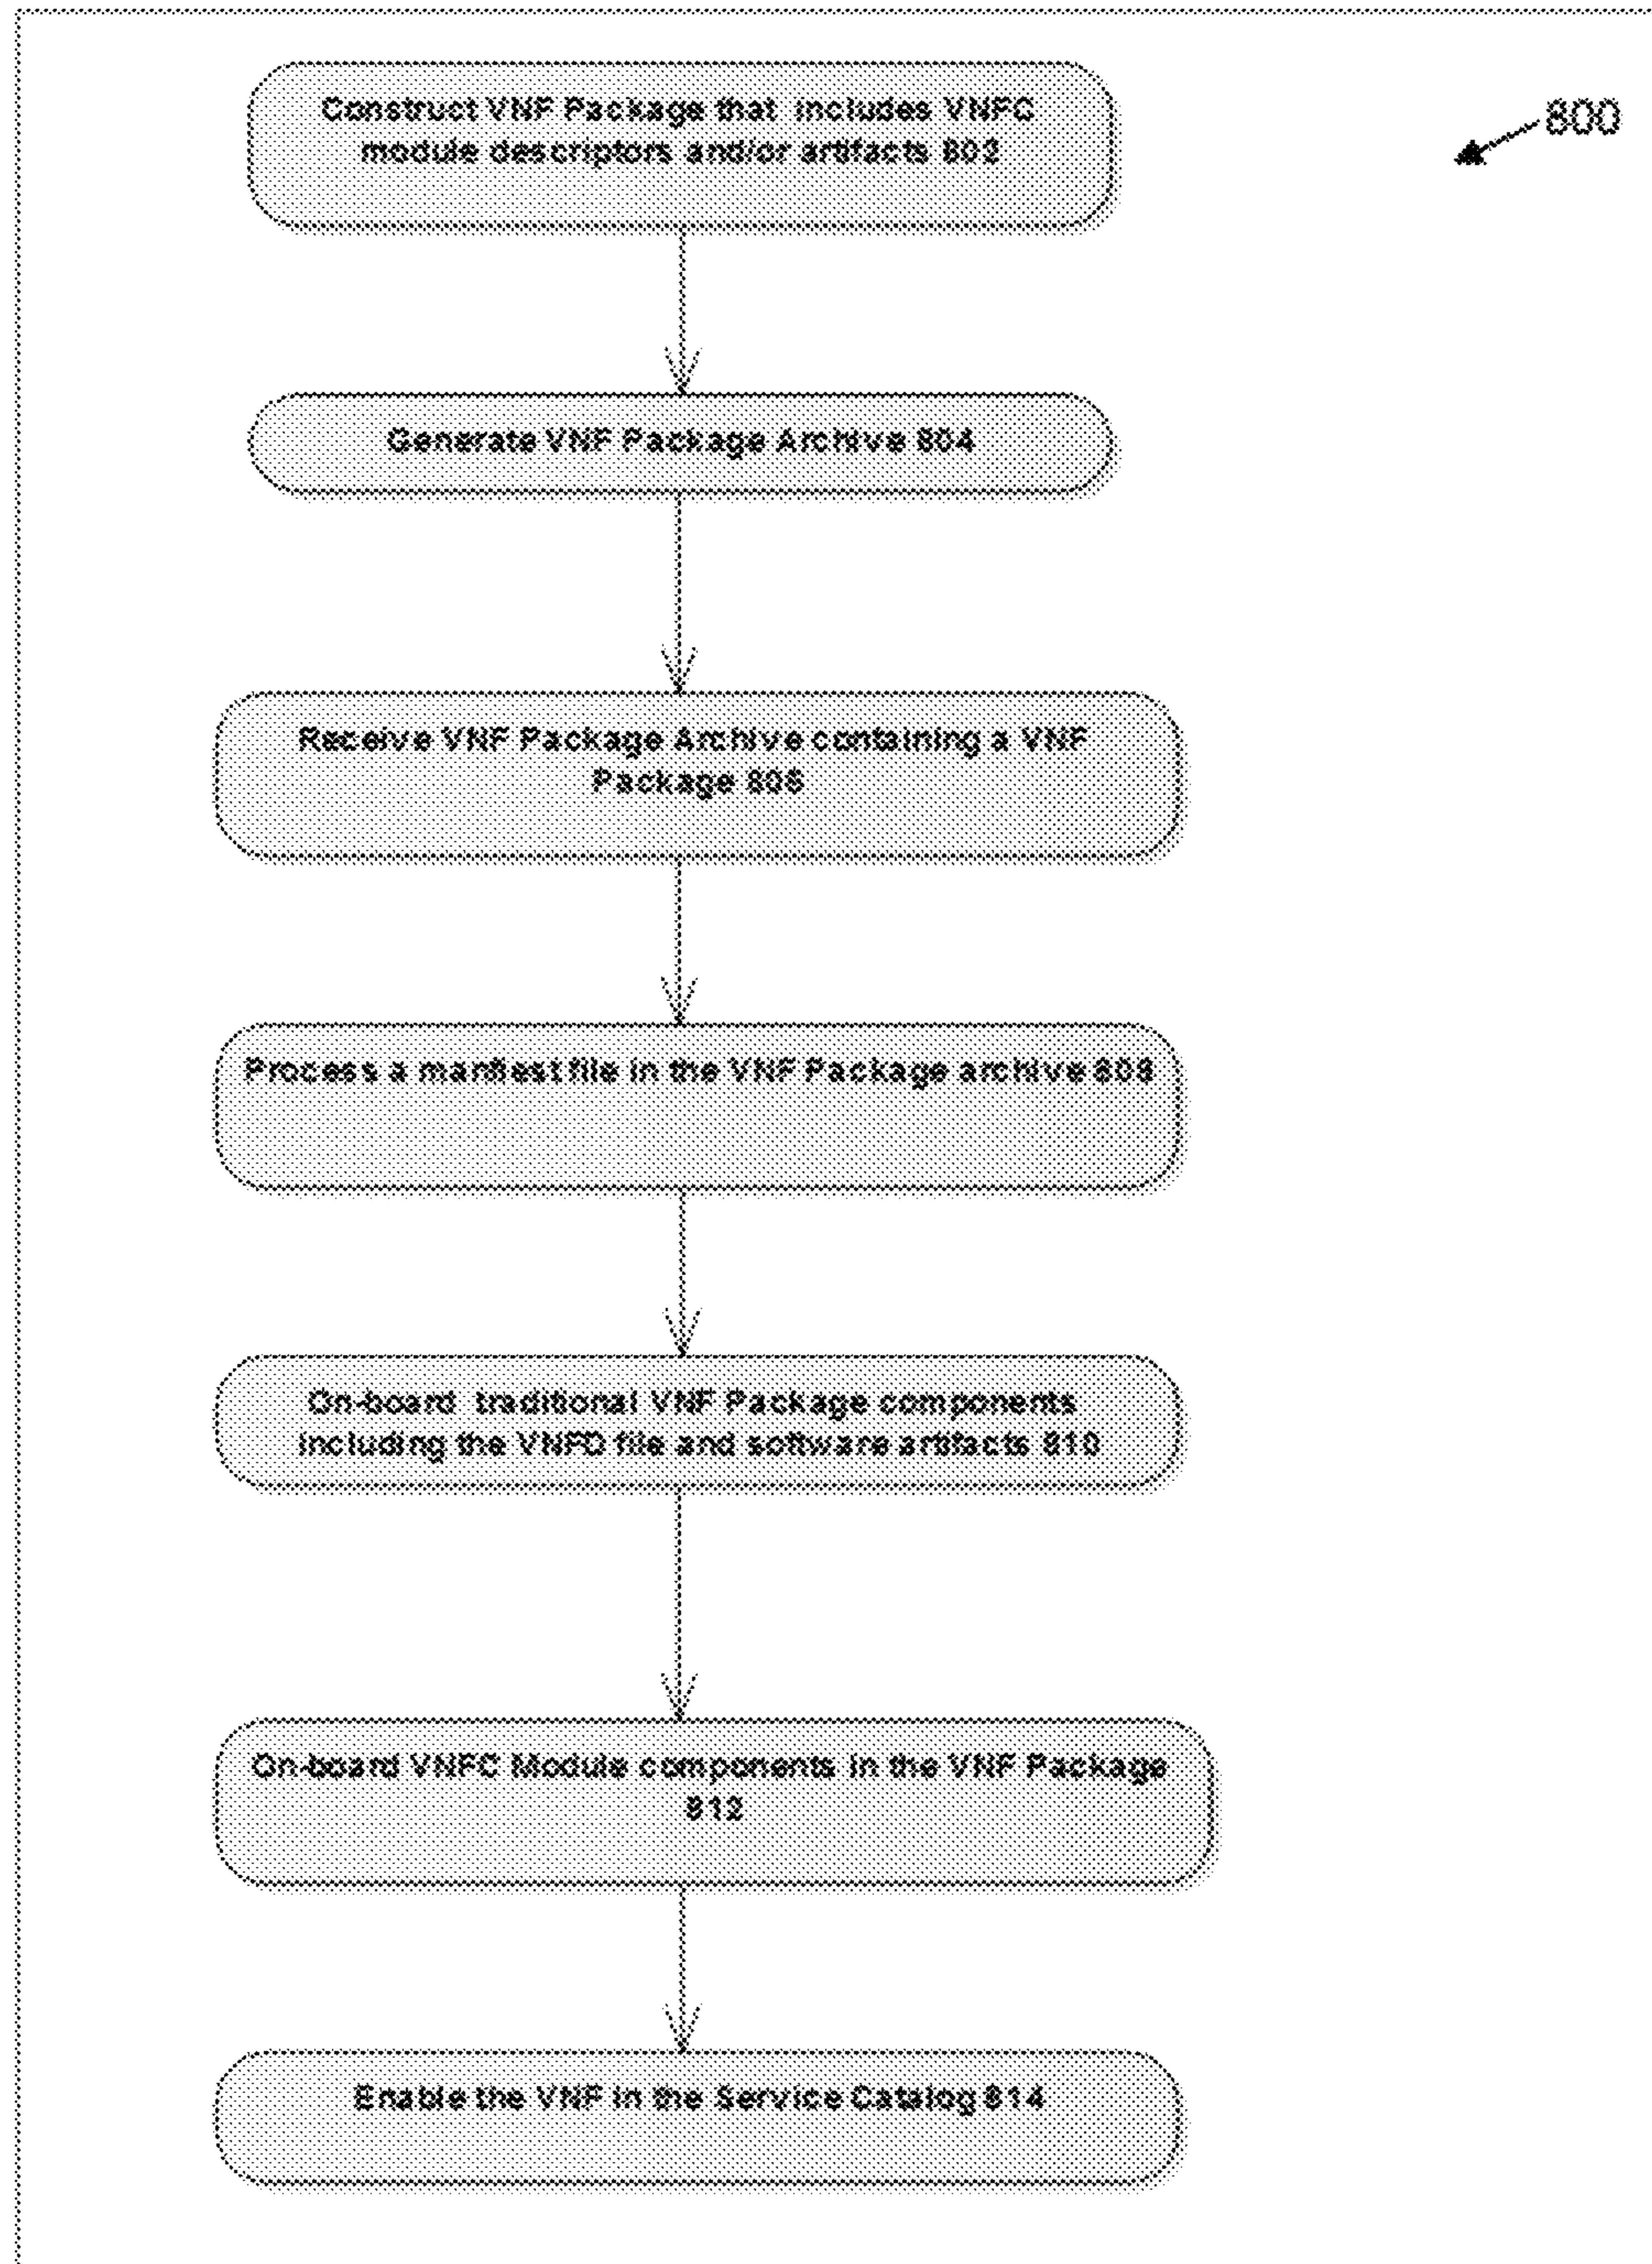 Construct VNF Package that includes VNFC
module descriptors and/or artifacts 802
800
Generate VNF Package Archive 804
Receive VNF Package Archive containing a VNF
Package 806
Process a manfiest file in the VNF Package archive 808
On-board traditional VNF Package components
including the VNFD file and software artifacts 810
On-board VNFC Module components in the VNF Package
812
Enable the VNF in the Service Catalog 814